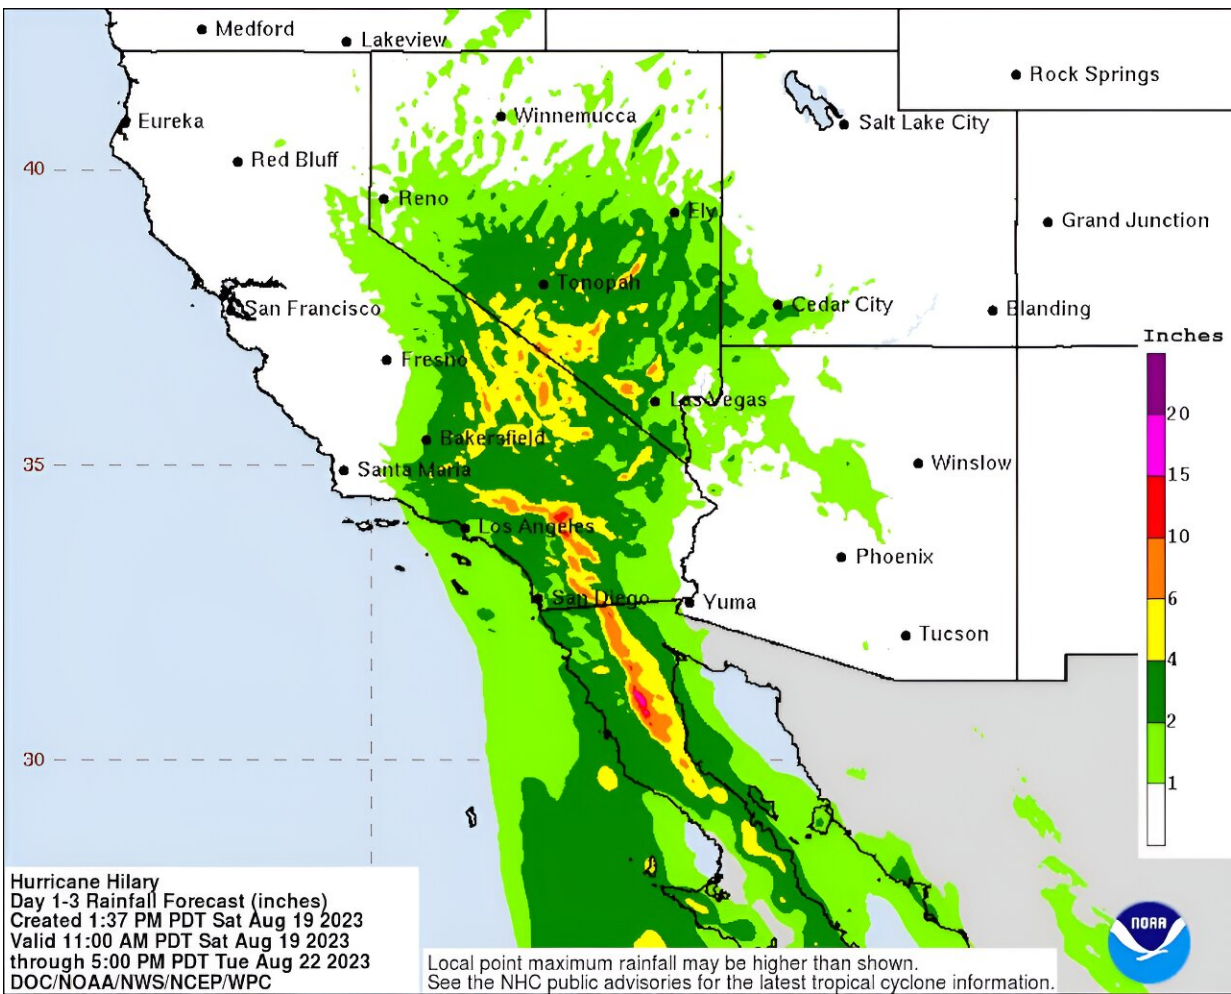 Medford
Lakeview
Rock Springs
Eureka
Winnemucca
Salt Lake City
Red Bluff
40
Reno
Ely
Grand Junction
Tonopah
San Francisco
Cedar City
Blanding
Inches
Fresno
Las Vegas
20
Bakersfield
35
Santa Maria
Winslow
15
Los Angeles
10
Phoenix
San Diego
Yuma
6
Tucson
4
2
30
1
Hurricane Hilary
Day 1-3 Rainfall Forecast (inches)
Created 1:37 PM PDT Sat Aug 19 2023
Valid 11:00 AM PDT Sat Aug 19 2023
through 5:00 PM PDT Tue Aug 22 2023
DOC/NOAA/NWS/NCEP/WPC
Local point maximum rainfall may be higher than shown.
See the NHC public advisories for the latest tropical cyclone information.
NOAA